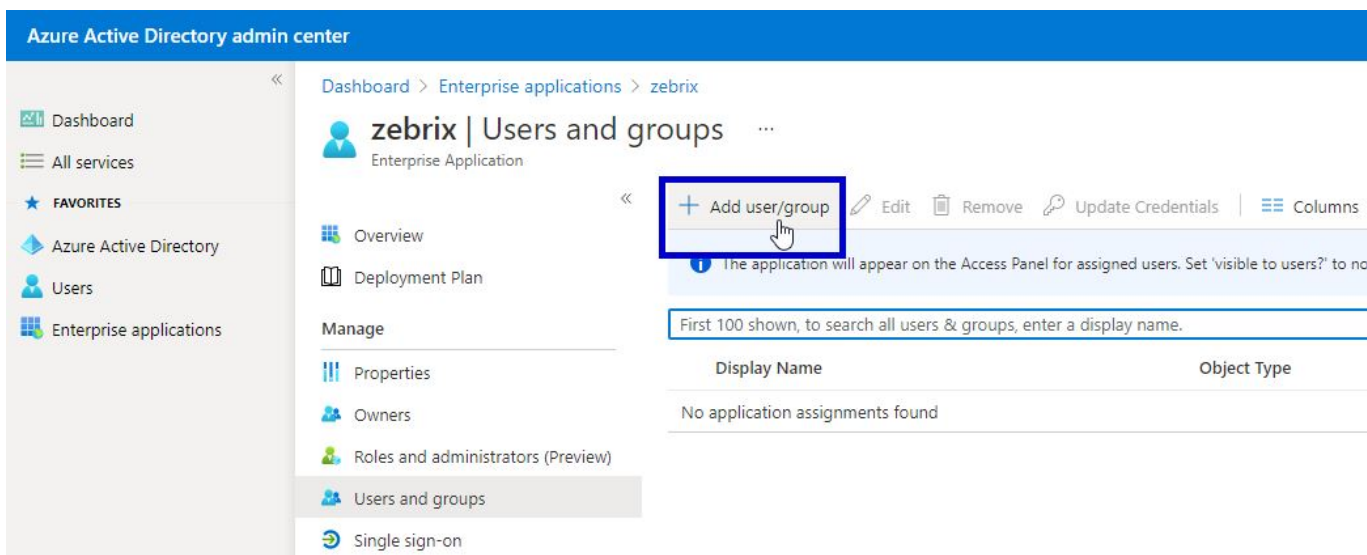 Azure Active Directory admin center
«
Dashboard
All services
FAVORITES
Azure Active Directory
Users
Enterprise applications
Dashboard > Enterprise applications > zebrix
zebrix | Users and groups ...
Enterprise Application
«
Overview
Deployment Plan
Manage
Properties
Owners
Roles and administrators (Preview)
Users and groups
Single sign-on
+ Add user/group Edit Remove Update Credentials Columns
The application will appear on the Access Panel for assigned users. Set 'visible to users?' to no
First 100 shown, to search all users & groups, enter a display name.
Display Name Object Type
No application assignments found